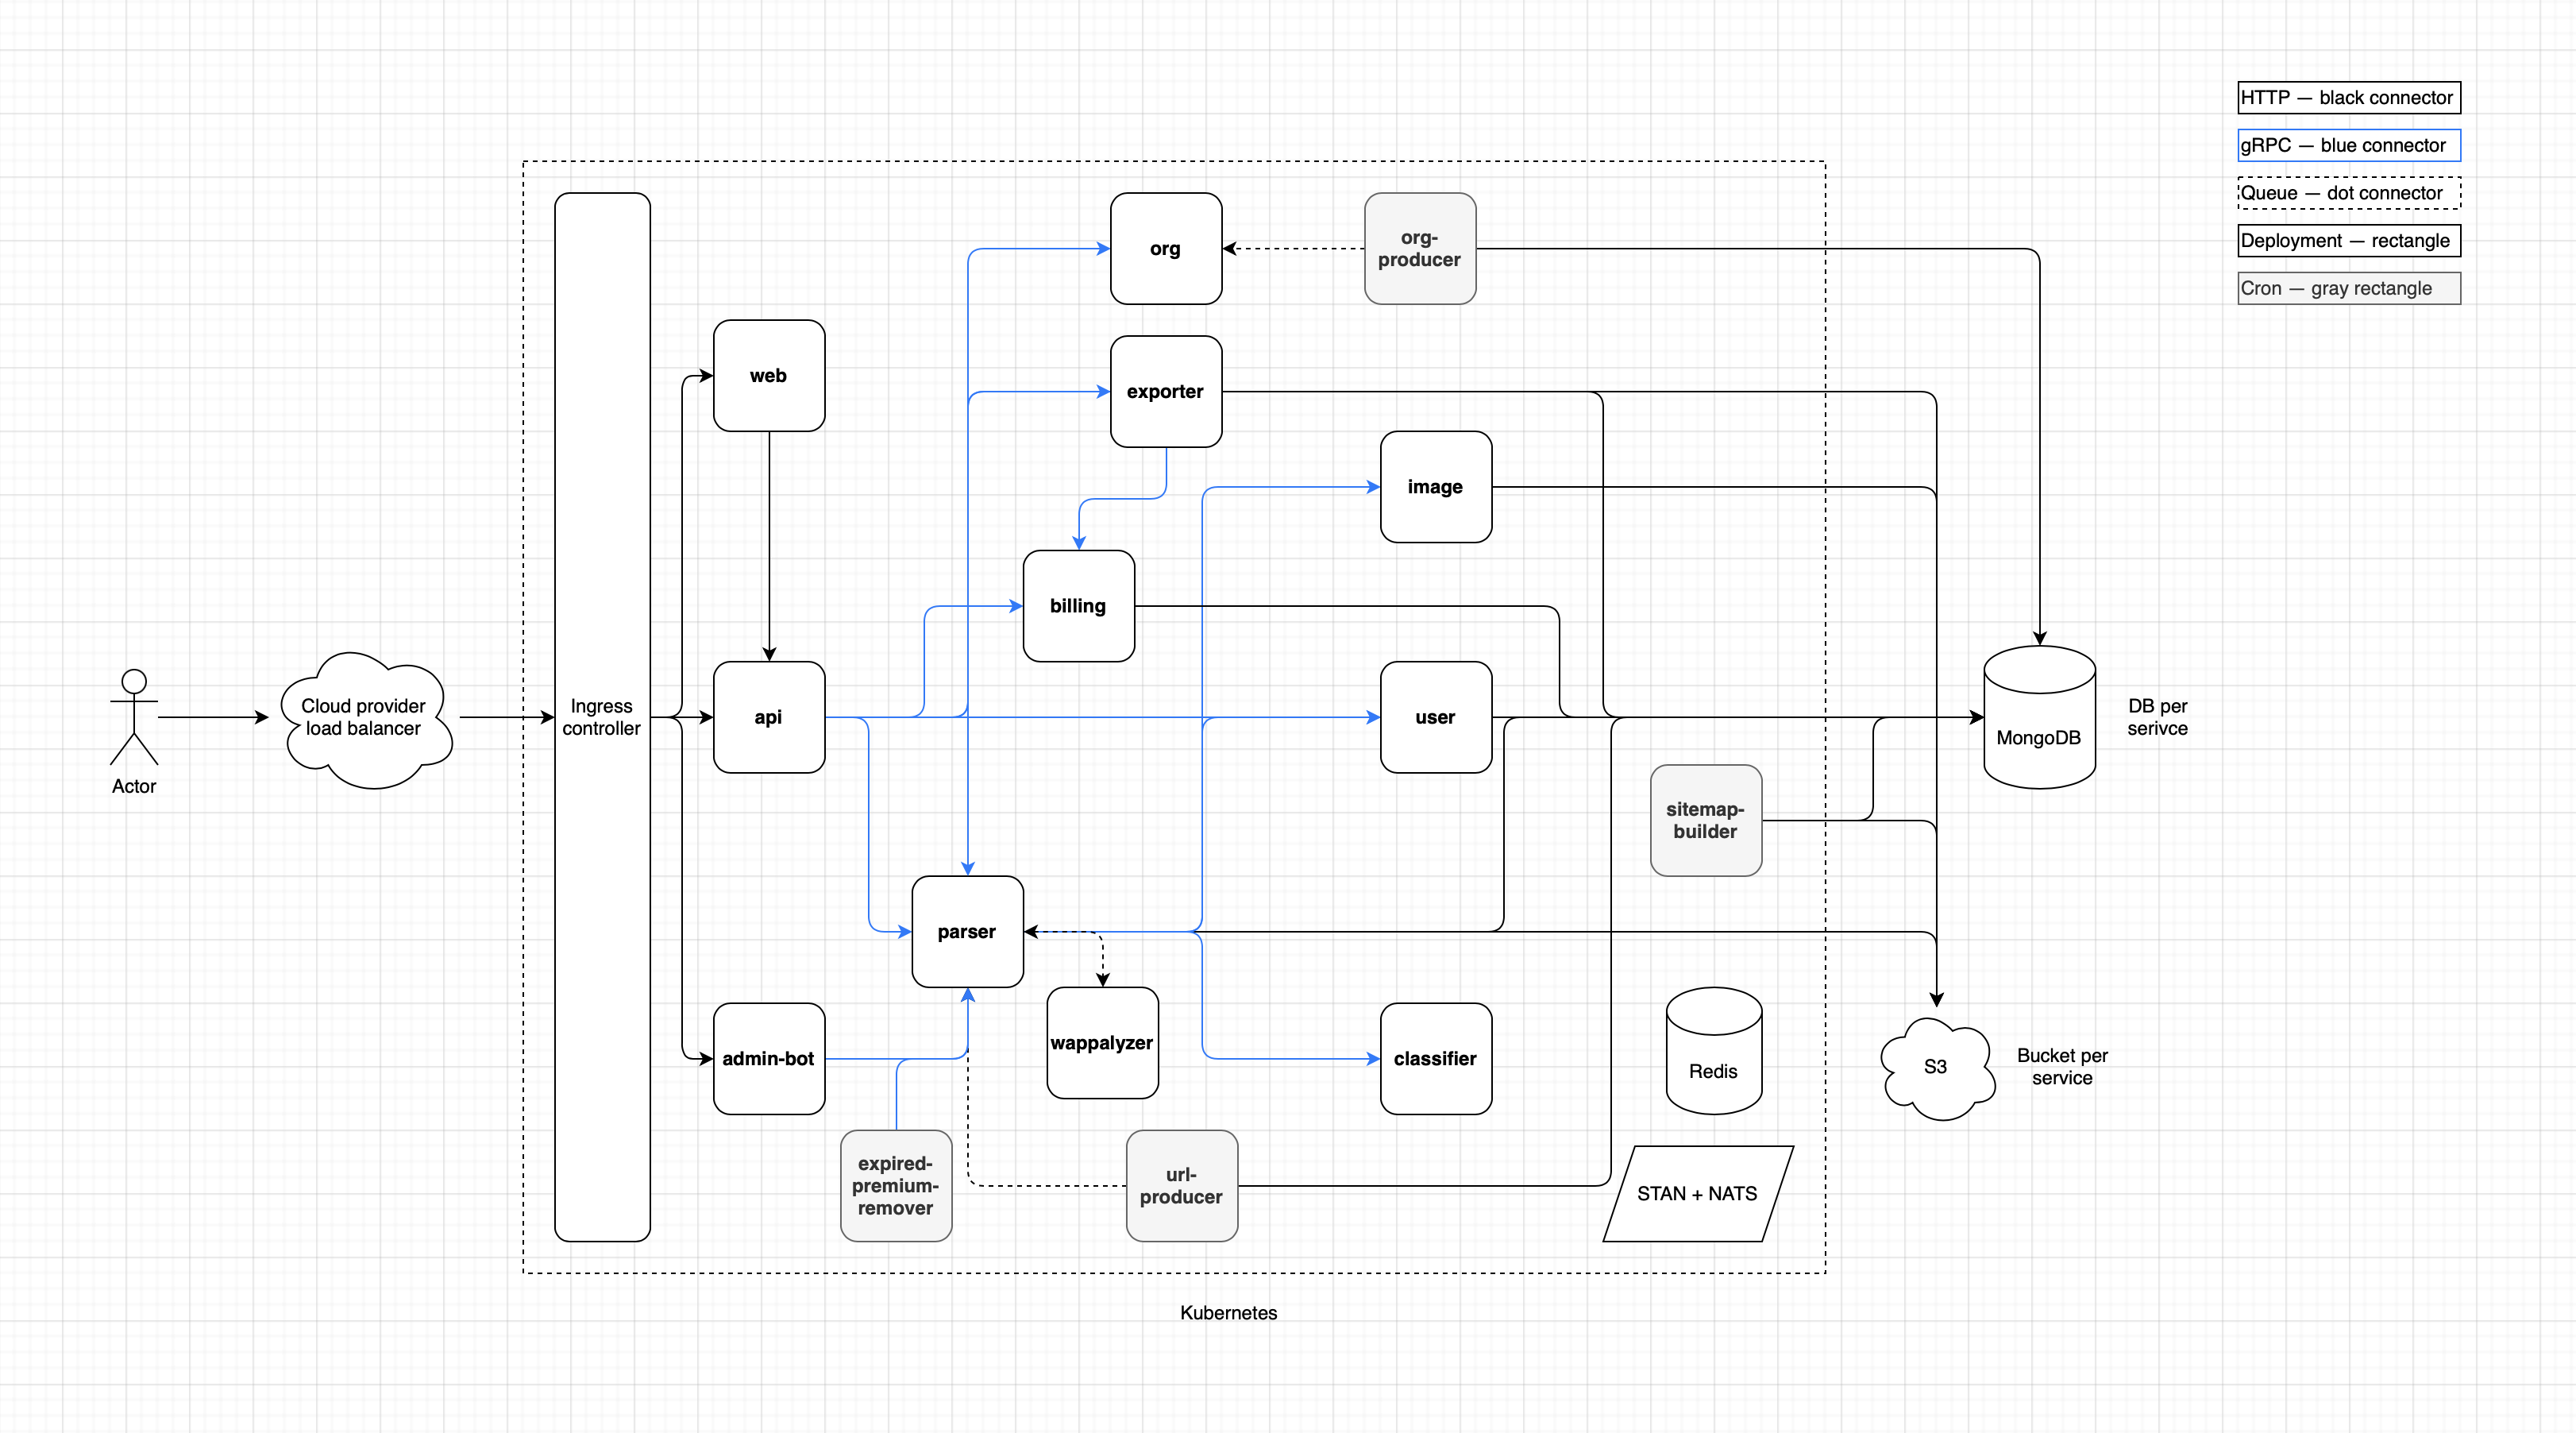 HTTP — black connector
gRPC — blue connector
Queue — dot connector
Deployment — rectangle
Cron — gray rectangle
org
org-
producer
web
exporter
image
billing
Actor
Cloud provider
load balancer
Ingress
controller
api
user
MongoDB
DB per
serivce
sitemap-
builder
parser
admin-bot
wappalyzer
classifier
Redis
S3
Bucket per
service
expired-
premium-
remover
url-
producer
STAN + NATS
Kubernetes